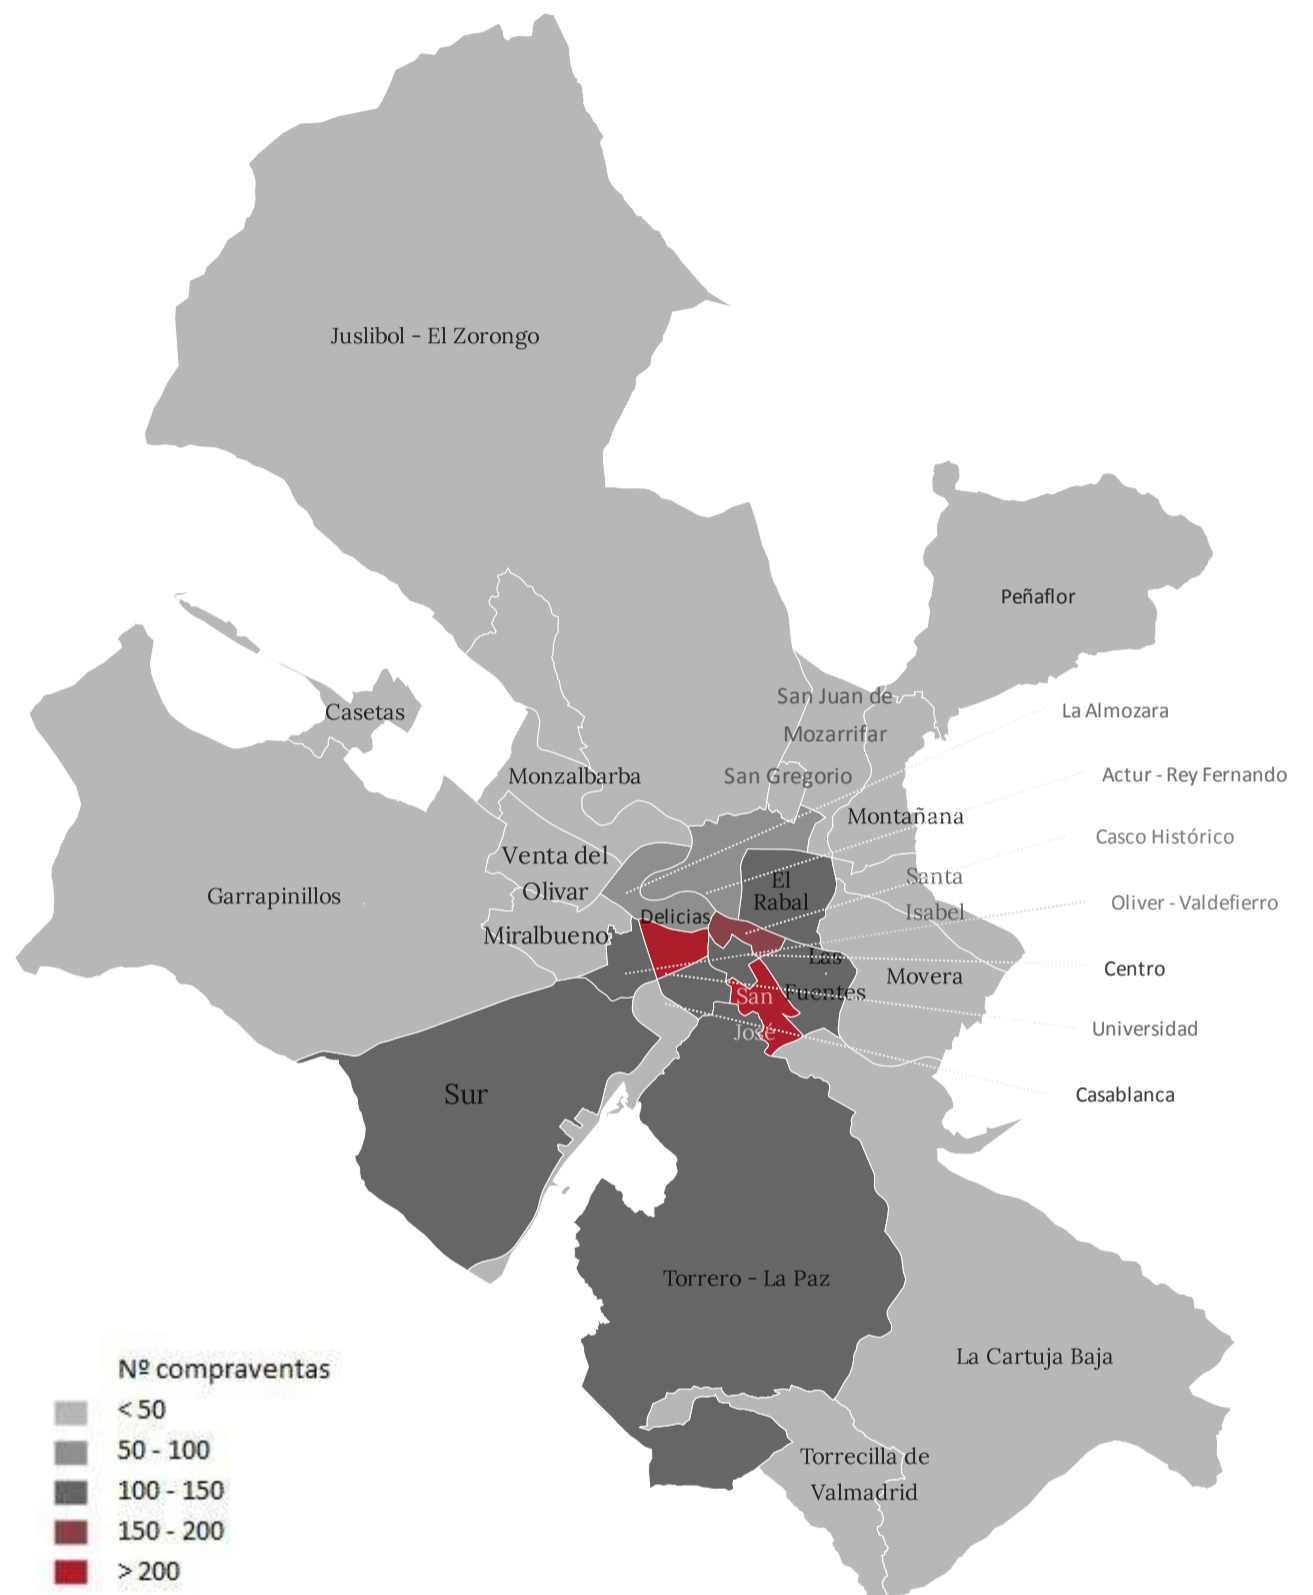 Juslibol - El Zorongo
Peñaflor
San Juan de
Mozarrifar
La Almozara
Casetas
Monzalbarba
San Gregorio
Actur - Rey Fernando
Montañana
Casco Histórico
Venta del
Olivar
Santa
Isabel
El
Rabal
Oliver - Valdefierro
Garrapinillos
Delicias
Miralbueno
Las
Fuentes
Movera
Centro
San
José
Universidad
Sur
Casablanca
Torrero - La Paz
La Cartuja Baja
Torrecilla de
Valmadrid
Nº compraventas
< 50
50 - 100
100 - 150
150 - 200
> 200